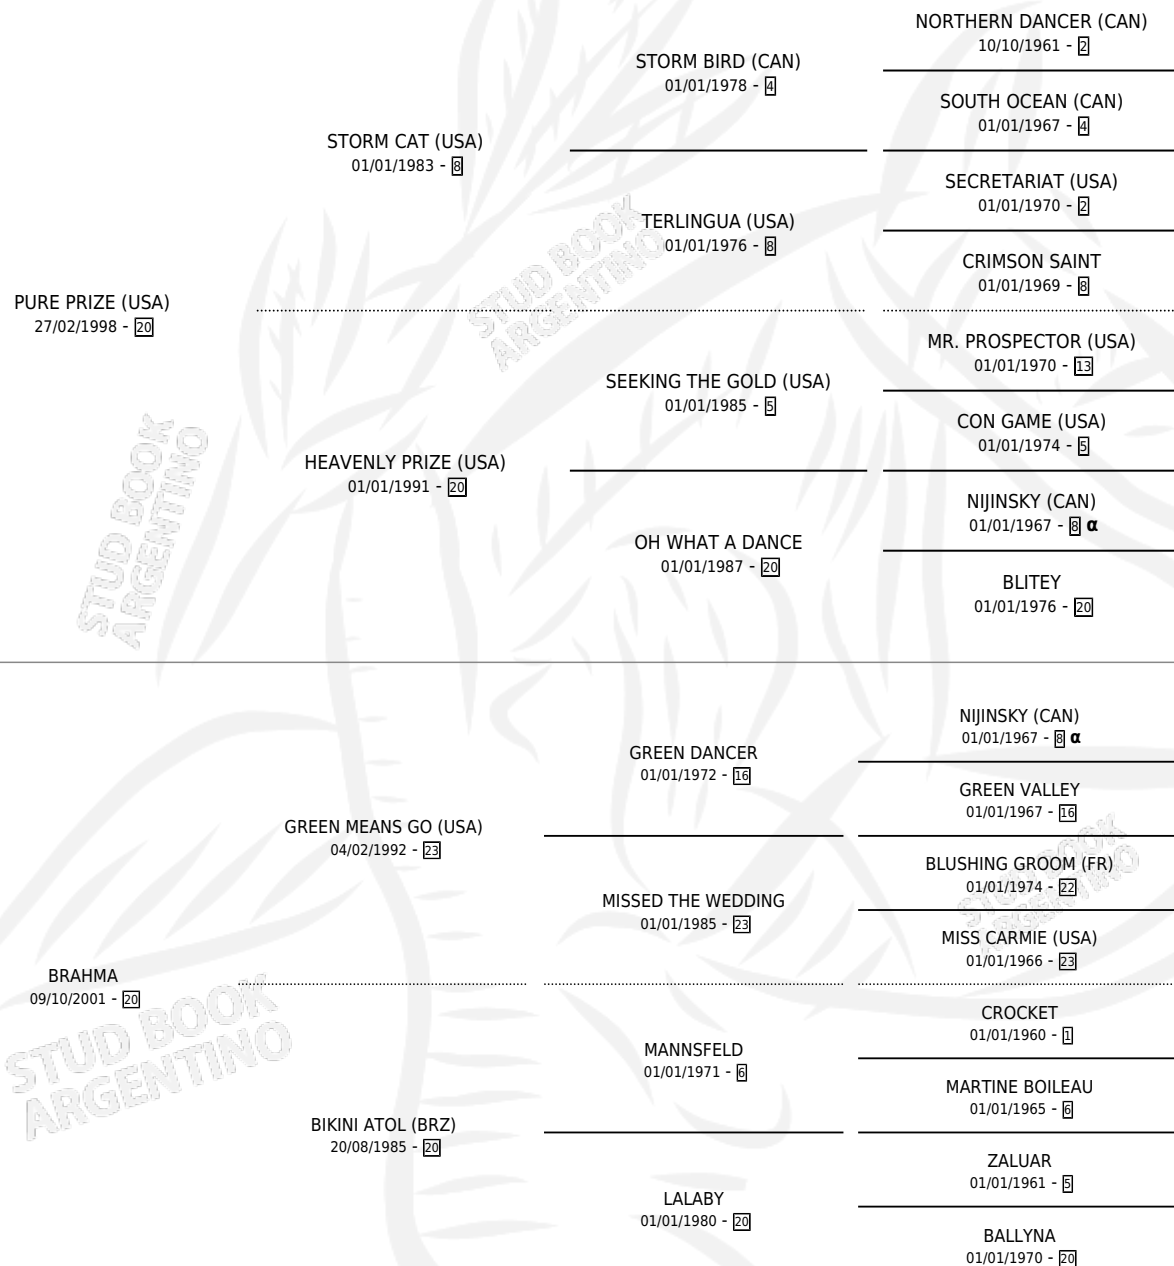 NORTHERN DANCER (CAN)
10/10/1961 - 2
STORM BIRD (CAN)
01/01/1978 - 4
SOUTH OCEAN (CAN)
01/01/1967 - 4
STORM CAT (USA)
01/01/1983 - 8
SECRETARIAT (USA)
01/01/1970 - 2
TERLINGUA (USA)
01/01/1976 - 8
CRIMSON SAINT
01/01/1969 - 8
PURE PRIZE (USA)
27/02/1998 - 20
MR. PROSPECTOR (USA)
01/01/1970 - 13
SEEKING THE GOLD (USA)
01/01/1985 - 5
CON GAME (USA)
01/01/1974 - 5
HEAVENLY PRIZE (USA)
01/01/1991 - 20
NIJINSKY (CAN)
01/01/1967 - 8 α
OH WHAT A DANCE
01/01/1987 - 20
BLITEY
01/01/1976 - 20
NIJINSKY (CAN)
01/01/1967 - 8 α
GREEN DANCER
01/01/1972 - 16
GREEN VALLEY
01/01/1967 - 16
GREEN MEANS GO (USA)
04/02/1992 - 23
BLUSHING GROOM (FR)
01/01/1974 - 22
MISSED THE WEDDING
01/01/1985 - 23
MISS CARMIE (USA)
01/01/1966 - 23
BRAHMA
09/10/2001 - 20
CROCKET
01/01/1960 - 1
MANNSFELD
01/01/1971 - 6
MARTINE BOILEAU
01/01/1965 - 6
BIKINI ATOL (BRZ)
20/08/1985 - 20
ZALUAR
01/01/1961 - 5
LALABY
01/01/1980 - 20
BALLYNA
01/01/1970 - 20
STUD BOOK
ARGENTINO
STUD BOOK
ARGENTINO
STUD BOOK
ARGENTINO
STUD BOOK
ARGENTINO